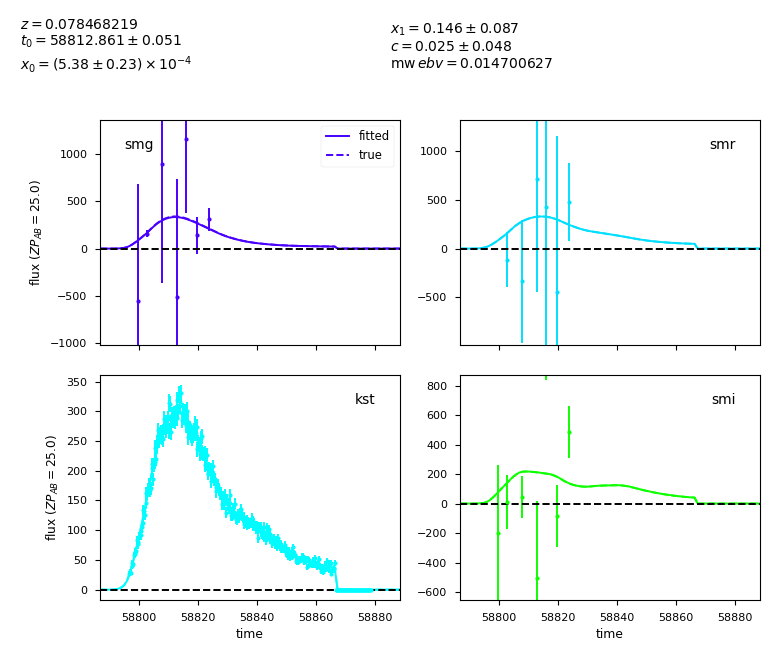 z = 0.078468219
t₀ = 58812.861 ± 0.051
x₀ = (5.38 ± 0.23) × 10⁻⁴
x₁ = 0.146 ± 0.087
c = 0.025 ± 0.048
mw ebv = 0.014700627
smg
fitted
true
1000
500
0
−500
−1000
flux (ZP_AB = 25.0)
smr
1000
500
0
−500
kst
350
300
250
200
150
100
50
0
flux (ZP_AB = 25.0)
58800 58820 58840 58860 58880
time
smi
800
600
400
200
0
−200
−400
−600
58800 58820 58840 58860 58880
time